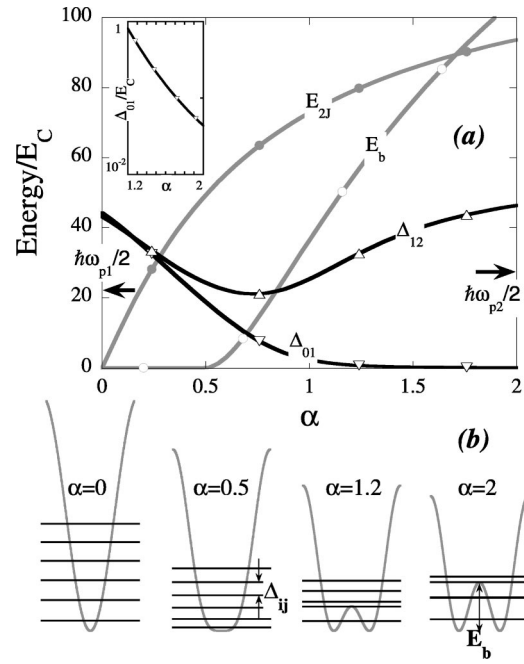 100
80
60
40
20
0
Energy/E_C
1
10^-2
Δ_01/E_C
1.2
2
α
E_2J
E_b
(a)
Δ_12
ħω_p1/2
ħω_p2/2
Δ_01
0 0.5 1 1.5 2
α
(b)
α=0 α=0.5 α=1.2 α=2
Δ_ij
E_b